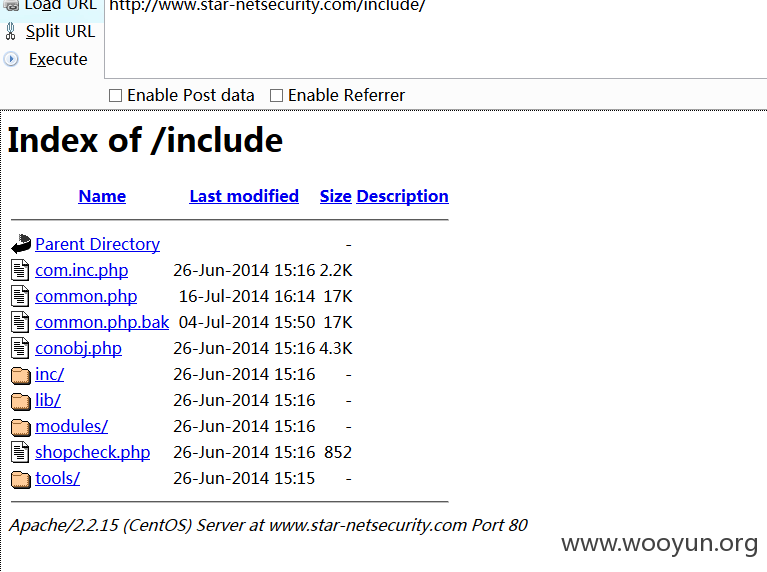 Load URL http://www.star-netsecurity.com/include/
Split URL
Execute
Enable Post data Enable Referrer
Index of /include
Name Last modified Size Description
Parent Directory -
com.inc.php 26-Jun-2014 15:16 2.2K
common.php 16-Jul-2014 16:14 17K
common.php.bak 04-Jul-2014 15:50 17K
conobj.php 26-Jun-2014 15:16 4.3K
inc/ 26-Jun-2014 15:16 -
lib/ 26-Jun-2014 15:16 -
modules/ 26-Jun-2014 15:16 -
shopcheck.php 26-Jun-2014 15:16 852
tools/ 26-Jun-2014 15:15 -
Apache/2.2.15 (CentOS) Server at www.star-netsecurity.com Port 80
www.wooyun.org